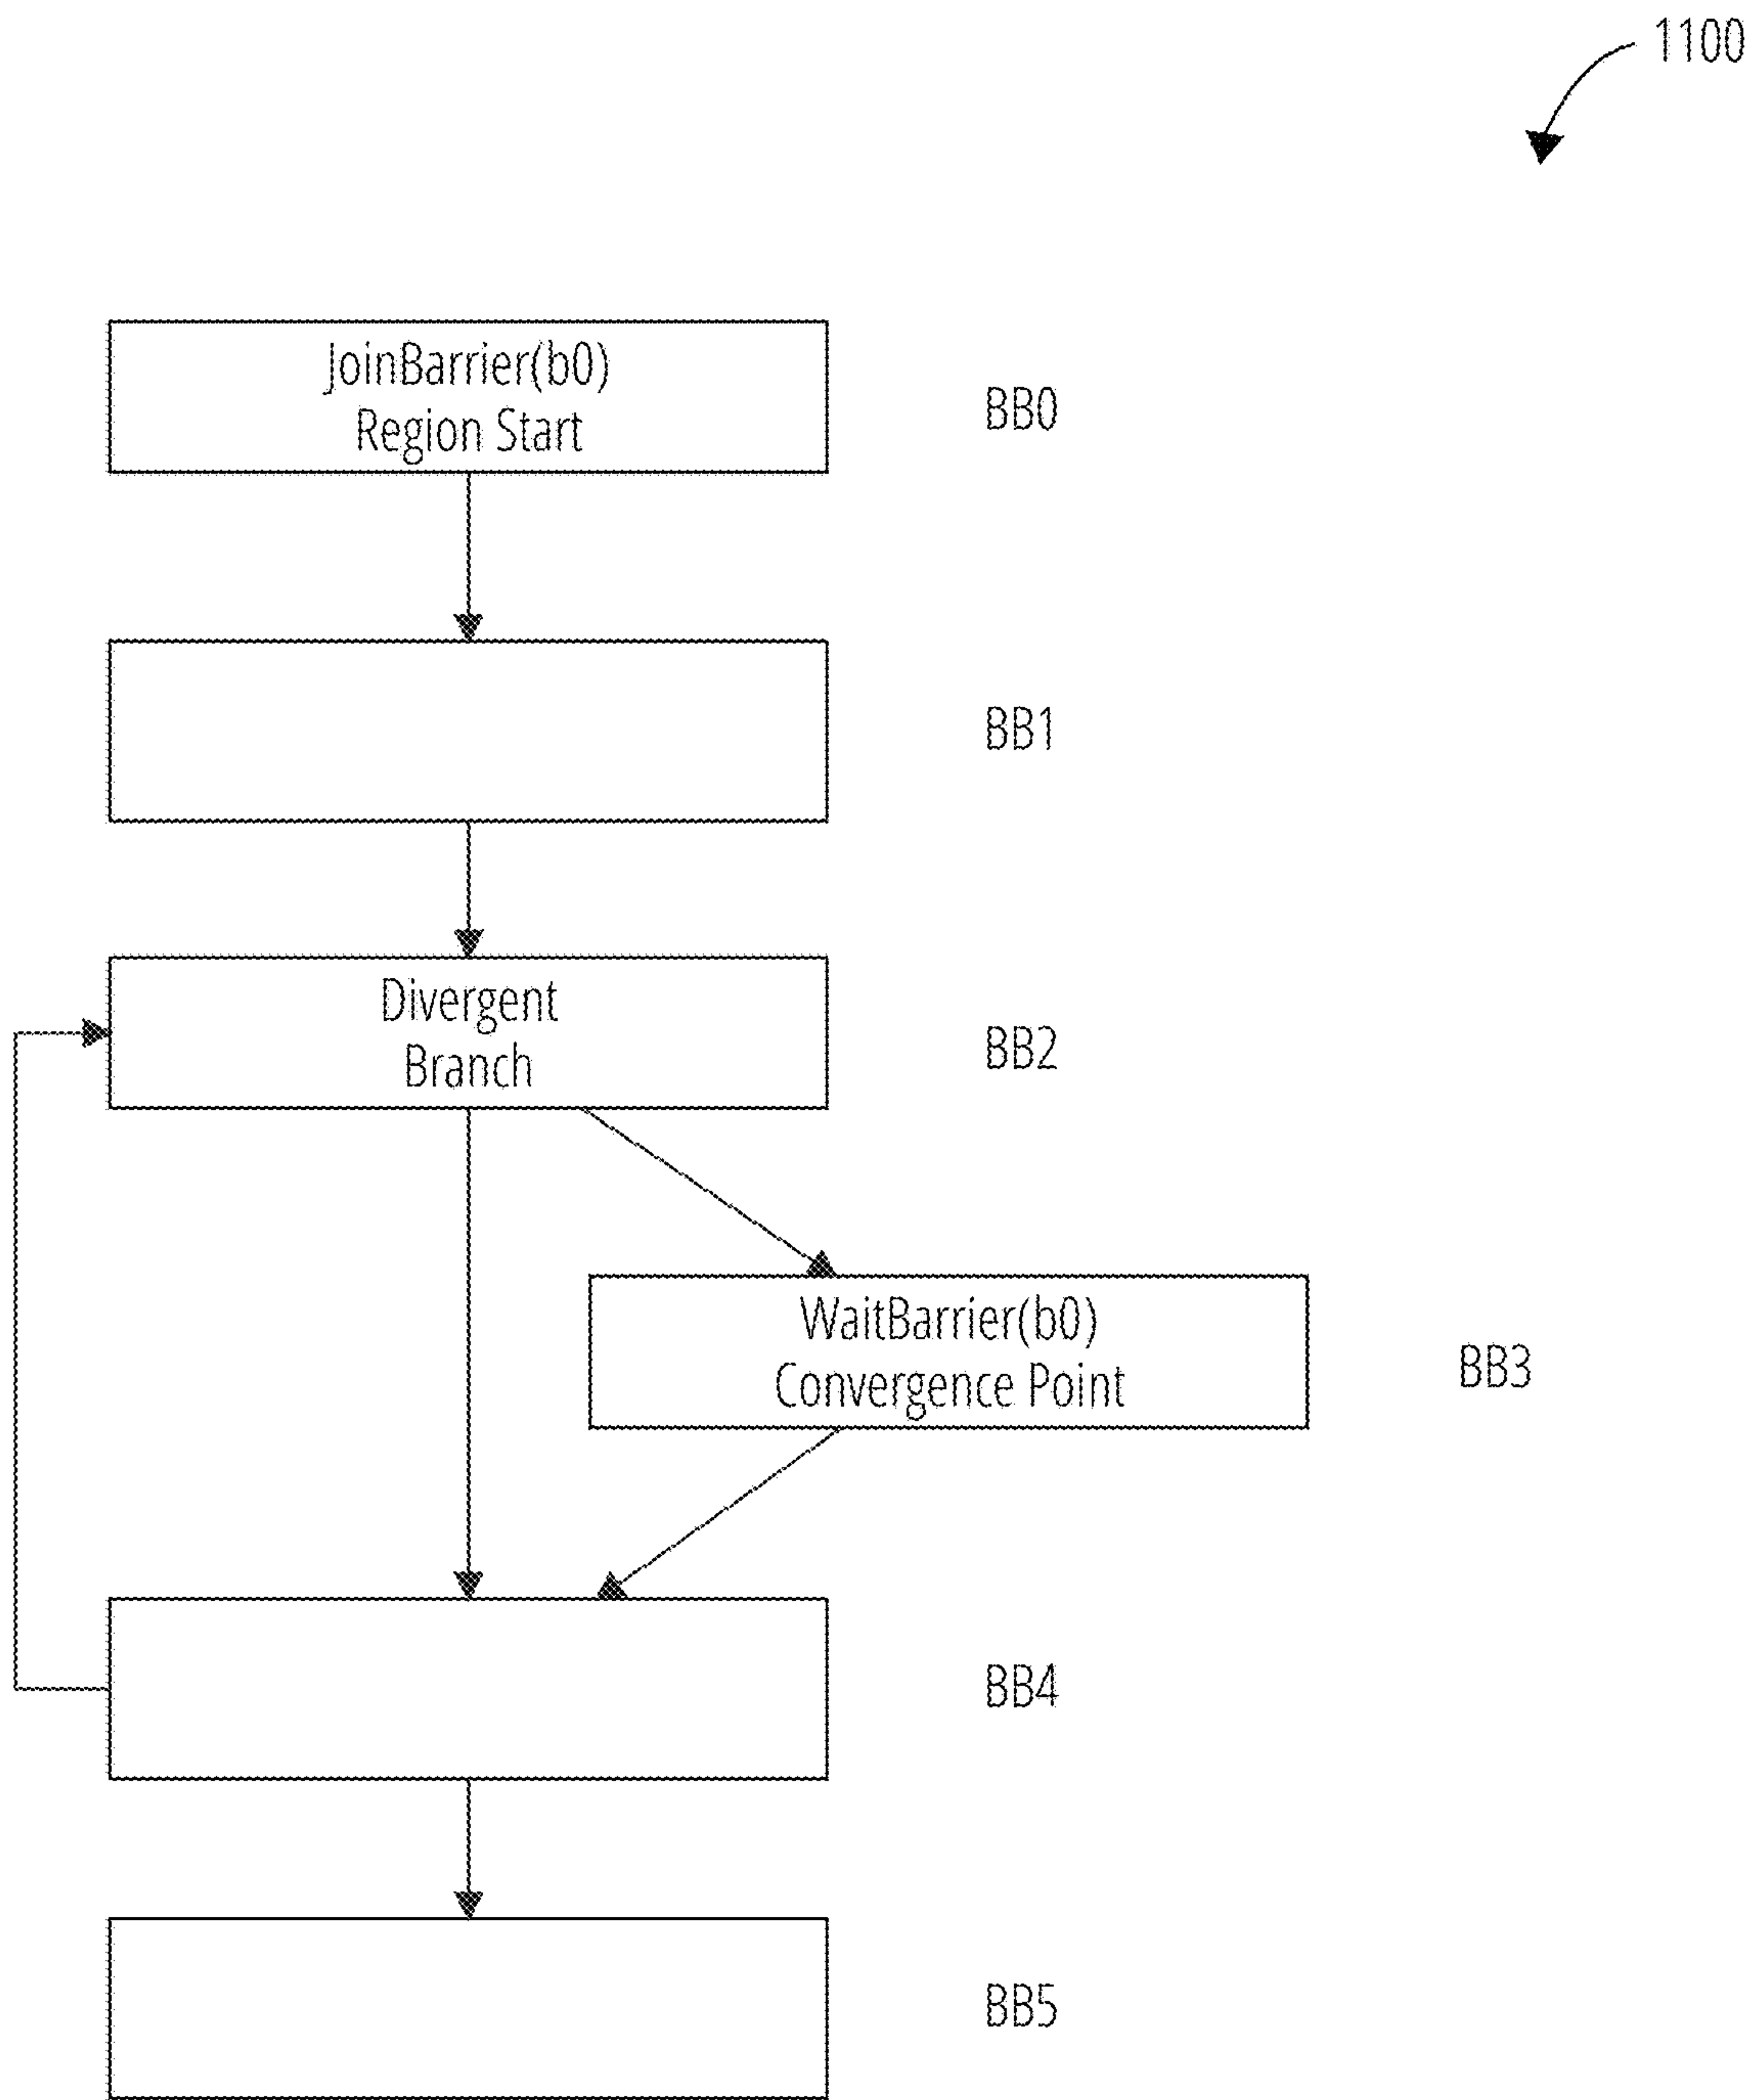 1100
JoinBarrier(b0)
Region Start
BB0
BB1
Divergent
Branch
BB2
WaitBarrier(b0)
Convergence Point
BB3
BB4
BB5